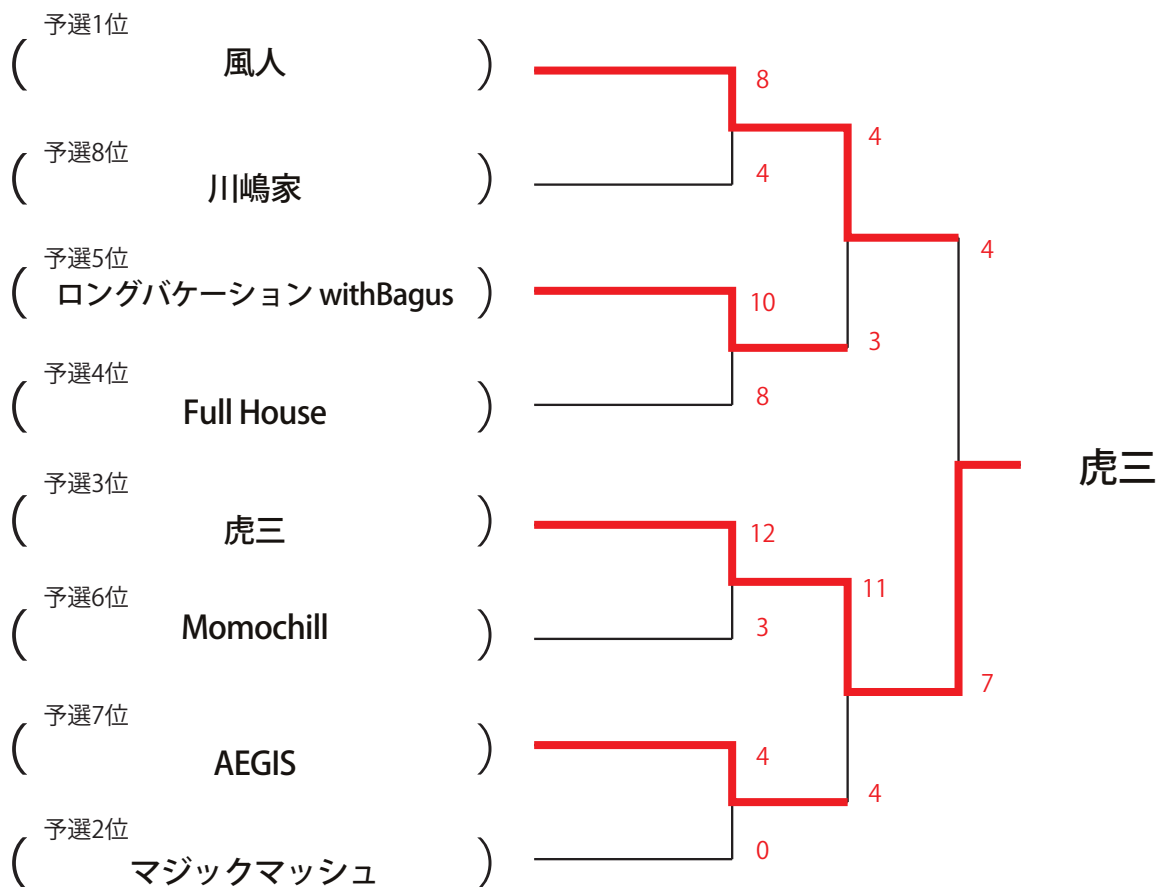 予選1位
( 風人 )
8
予選8位
( 川嶋家 )
4
4
予選5位
( ロングバケーション withBagus )
10
予選4位
( Full House )
8
3
4
予選3位
( 虎三 )
12
予選6位
( Momochill )
3
11
予選7位
( AEGIS )
4
予選2位
( マジックマッシュ )
0
4
7
虎三